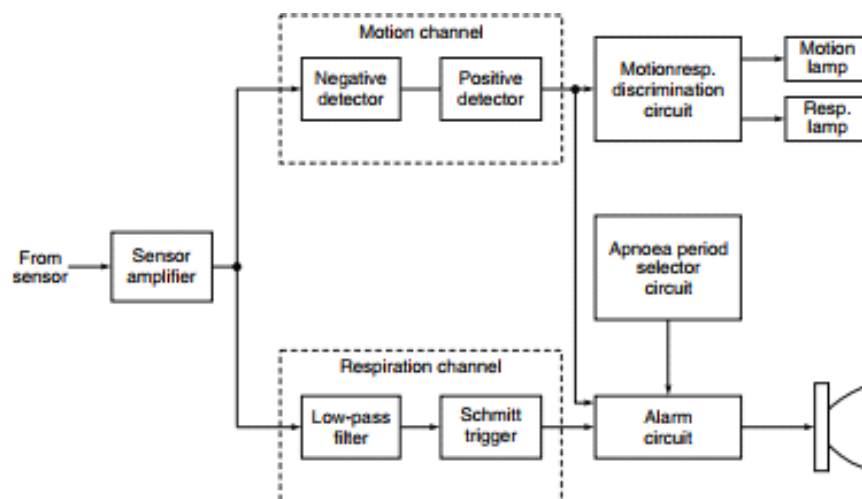 Motion channel
Negative
detector
Positive
detector
Motionresp.
discrimination
circuit
Motion
lamp
Resp.
lamp
From
sensor
Sensor
amplifier
Apnoea period
selector
circuit
Respiration channel
Low-pass
filter
Schmitt
trigger
Alarm
circuit